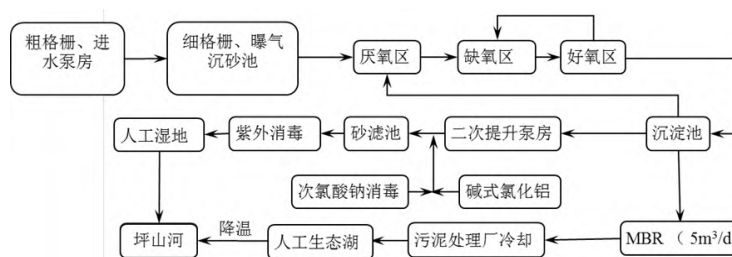 粗格栅、进
水泵房
细格栅、曝气
沉砂池
厌氧区
缺氧区
好氧区
人工湿地
紫外消毒
砂滤池
二次提升泵房
沉淀池
次氯酸钠消毒
碱式氯化铝
坪山河
降温
人工生态湖
污泥处理厂冷却
MBR（ 5m³/d